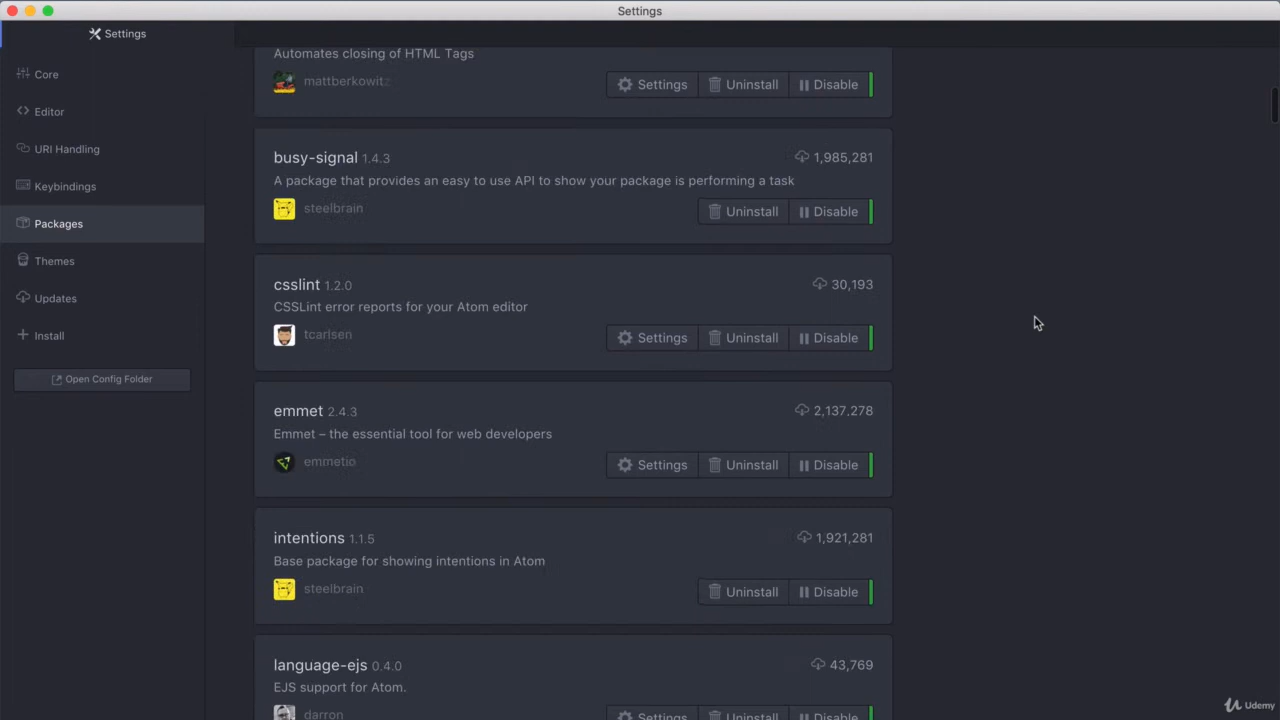 Settings
Settings
Core
Editor
URI Handling
Keybindings
Packages
Themes
Updates
Install
Open Config Folder
Automates closing of HTML Tags
mattberkowitz
Settings Uninstall Disable
busy-signal 1.4.3 1,985,281
A package that provides an easy to use API to show your package is performing a task
steelbrain
Uninstall Disable
csslint 1.2.0 30,193
CSSLint error reports for your Atom editor
tcarlsen
Settings Uninstall Disable
emmet 2.4.3 2,137,278
Emmet – the essential tool for web developers
emmetio
Settings Uninstall Disable
intentions 1.1.5 1,921,281
Base package for showing intentions in Atom
steelbrain
Uninstall Disable
language-ejs 0.4.0 43,769
EJS support for Atom.
darron
Settings Uninstall Disable
Udemy